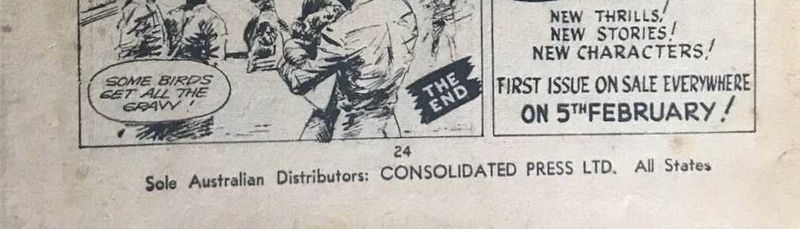 SOME BIRDS
GET ALL THE
GRAVY!
THE
END
NEW THRILLS!
NEW STORIES!
NEW CHARACTERS!
FIRST ISSUE ON SALE EVERYWHERE
ON 5TH FEBRUARY!
24
Sole Australian Distributors: CONSOLIDATED PRESS LTD. All States